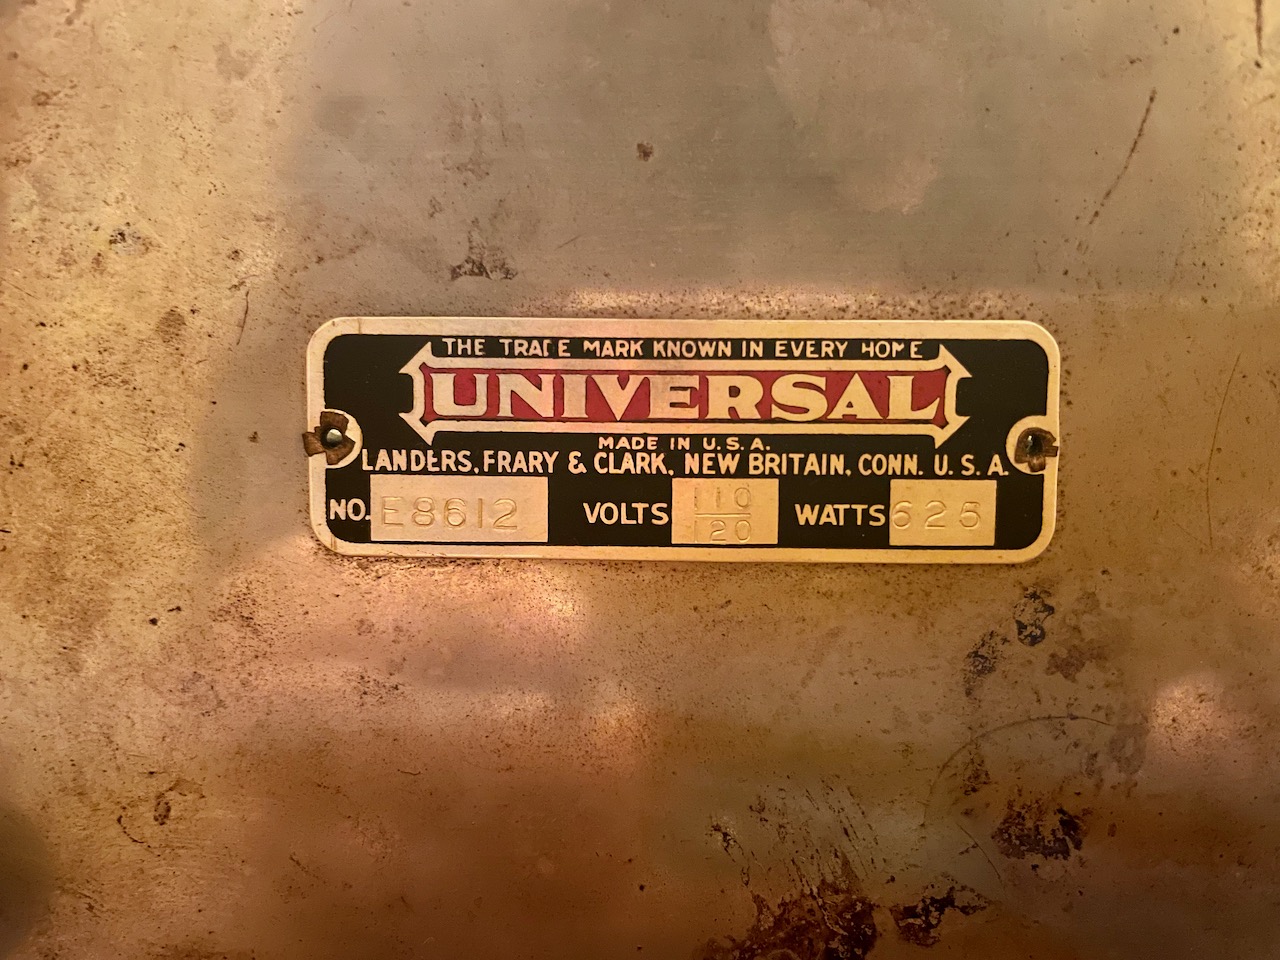 THE TRADE MARK KNOWN IN EVERY HOME
UNIVERSAL
MADE IN U.S.A.
LANDERS, FRARY & CLARK, NEW BRITAIN, CONN. U.S.A.
NO. E8612 VOLTS 110/120 WATTS 625